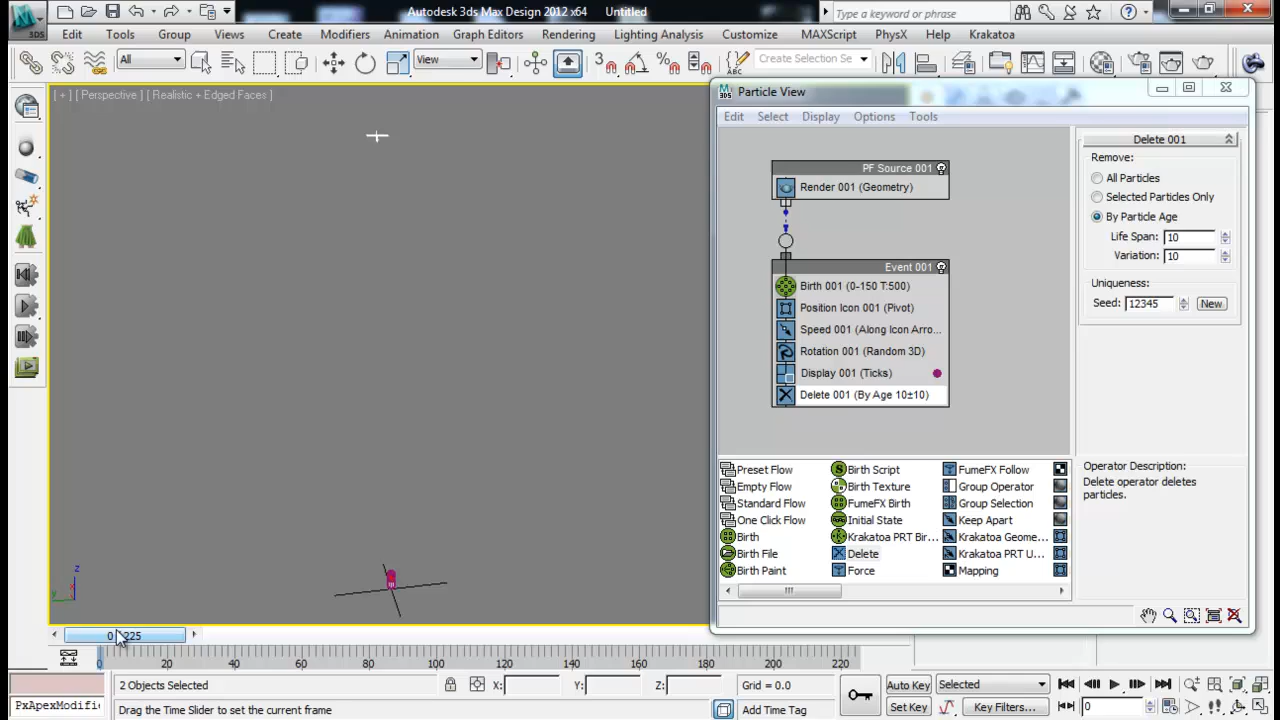 Autodesk 3ds Max Design 2012 x64 Untitled
Type a keyword or phrase
3DS
Edit Tools Group Views Create Modifiers Animation Graph Editors Rendering Lighting Analysis Customize MAXScript PhysX Help Krakatoa
All View 3 Create Selection Se
[ + ] [ Perspective ] [ Realistic + Edged Faces ]
Particle View
Edit Select Display Options Tools
PF Source 001
Render 001 (Geometry)
Event 001
Birth 001 (0-150 T:500)
Position Icon 001 (Pivot)
Speed 001 (Along Icon Arro...
Rotation 001 (Random 3D)
Display 001 (Ticks)
Delete 001 (By Age 10±10)
Delete 001
Remove:
All Particles
Selected Particles Only
By Particle Age
Life Span: 10
Variation: 10
Uniqueness:
Seed: 12345 New
Preset Flow Birth Script FumeFX Follow
Empty Flow Birth Texture Group Operator
Standard Flow FumeFX Birth Group Selection
One Click Flow Initial State Keep Apart
Birth Krakatoa PRT Bir... Krakatoa Geome...
Birth File Delete Krakatoa PRT U...
Birth Paint Force Mapping
Operator Description:
Delete operator deletes
particles.
z
x
y
0 225
0 20 40 60 80 100 120 140 160 180 200 220
2 Objects Selected X: Y: Z: Grid = 0.0 Auto Key Selected
PxApexModifi Drag the Time Slider to set the current frame Add Time Tag Set Key Key Filters... 0